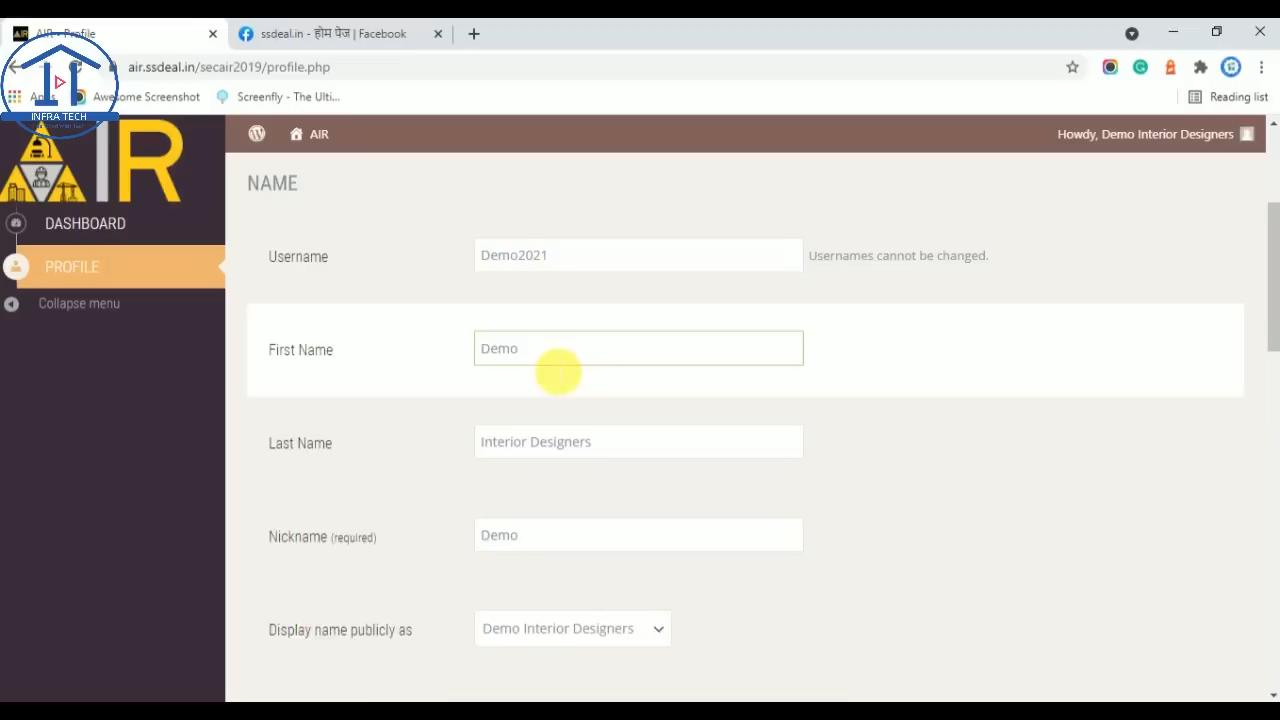 AIR - Profile
ssdeal.in - होम पेज | Facebook
air.ssdeal.in/secair2019/profile.php
Apps
Awesome Screenshot
Screenfly - The Ulti...
Reading list
INFRA TECH
AIR
AIR
Howdy, Demo Interior Designers
NAME
DASHBOARD
PROFILE
Collapse menu
Username
Demo2021
Usernames cannot be changed.
First Name
Demo
Last Name
Interior Designers
Nickname (required)
Demo
Display name publicly as
Demo Interior Designers